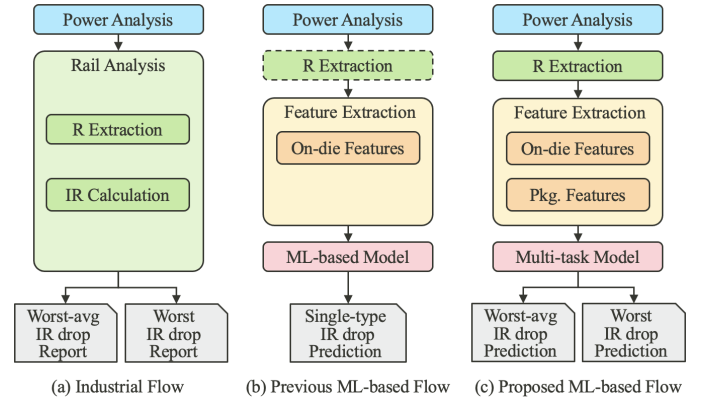 Power Analysis
Rail Analysis
R Extraction
IR Calculation
Worst-avg
IR drop
Report
Worst
IR drop
Report
(a) Industrial Flow
Power Analysis
R Extraction
Feature Extraction
On-die Features
ML-based Model
Single-type
IR drop
Prediction
(b) Previous ML-based Flow
Power Analysis
R Extraction
Feature Extraction
On-die Features
Pkg. Features
Multi-task Model
Worst-avg
IR drop
Prediction
Worst
IR drop
Prediction
(c) Proposed ML-based Flow